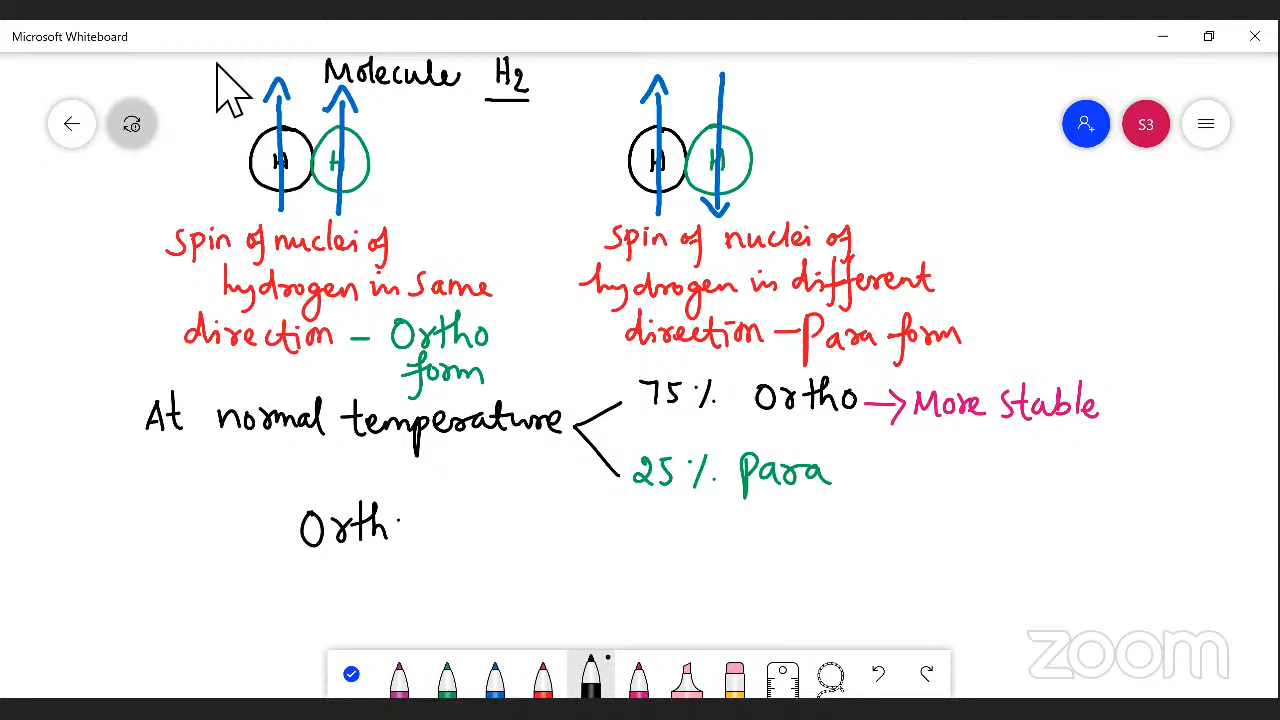 Microsoft Whiteboard
Molecule H2
H H H H
S3
Spin of nuclei of
hydrogen in same
direction - Ortho
form
Spin of nuclei of
hydrogen in different
direction - Para form
At normal temperature
75% Ortho → More stable
25% Para
Orth
zoom